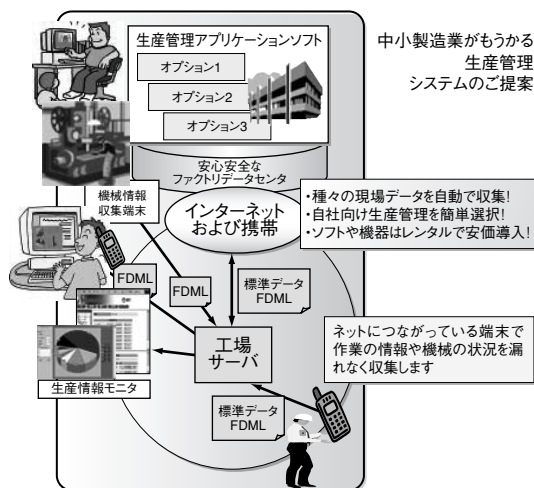 生産管理アプリケーションソフト
オプション1
オプション2
オプション3
中小製造業がもうかる
生産管理
システムのご提案
安心安全な
ファクトリデータセンタ
機械情報
収集端末
インターネット
および携帯
・種々の現場データを自動で収集!
・自社向け生産管理を簡単選択!
・ソフトや機器はレンタルで安価導入!
FDML
FDML
標準データ
FDML
工場
サーバ
ネットにつながっている端末で
作業の情報や機械の状況を漏
れなく収集します
生産情報モニタ
標準データ
FDML